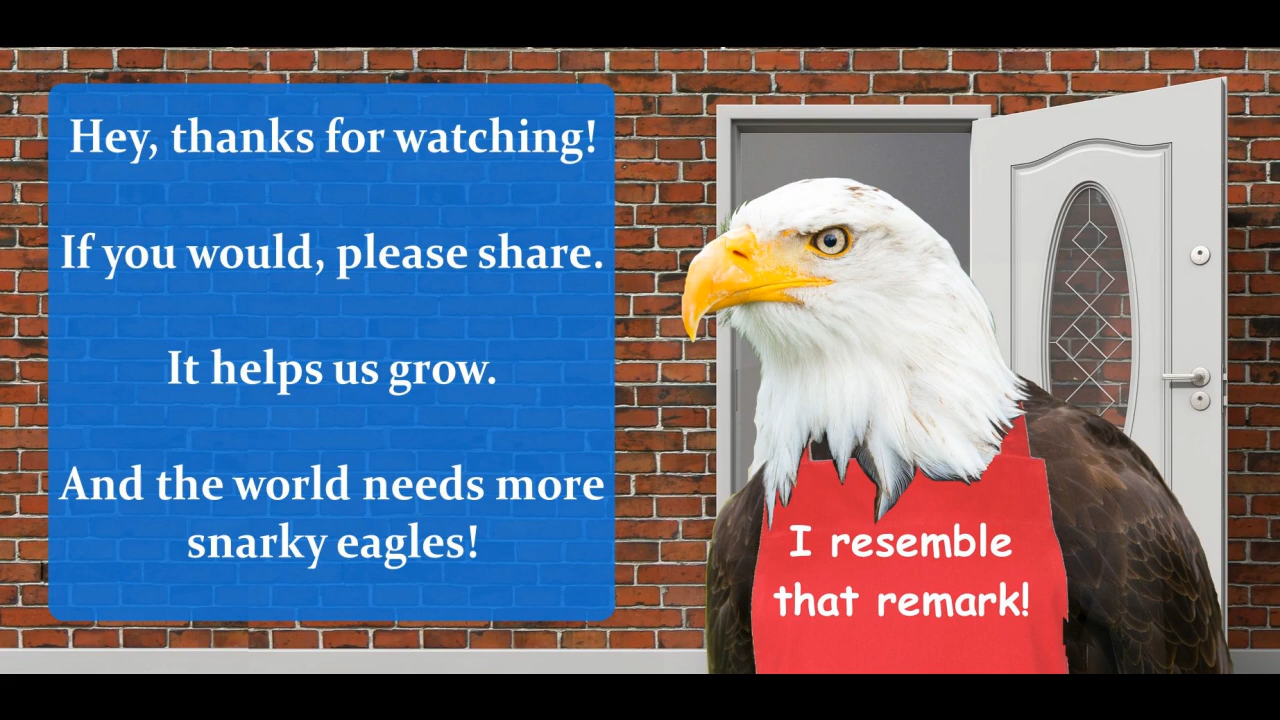 Hey, thanks for watching!
If you would, please share.
It helps us grow.
And the world needs more
snarky eagles!
I resemble
that remark!